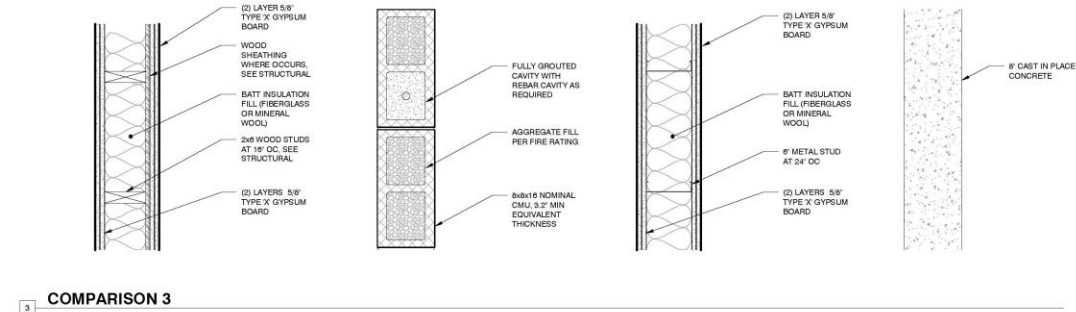 (2) LAYER 5/8"
TYPE 'X' GYPSUM
BOARD
WOOD
SHEATHING
WHERE OCCURS,
SEE STRUCTURAL
BATT INSULATION
FILL (FIBERGLASS
OR MINERAL
WOOL)
2x6 WOOD STUDS
AT 16" OC, SEE
STRUCTURAL
(2) LAYERS 5/8"
TYPE 'X' GYPSUM
BOARD
FULLY GROUTED
CAVITY WITH
REBAR CAVITY AS
REQUIRED
AGGREGATE FILL
PER FIRE RATING
8x8x16 NOMINAL
CMU, 3.2" MIN
EQUIVALENT
THICKNESS
(2) LAYER 5/8"
TYPE 'X' GYPSUM
BOARD
BATT INSULATION
FILL (FIBERGLASS
OR MINERAL
WOOL)
6" METAL STUD
AT 24" OC
(2) LAYERS 5/8"
TYPE 'X' GYPSUM
BOARD
8" CAST IN PLACE
CONCRETE
3 COMPARISON 3